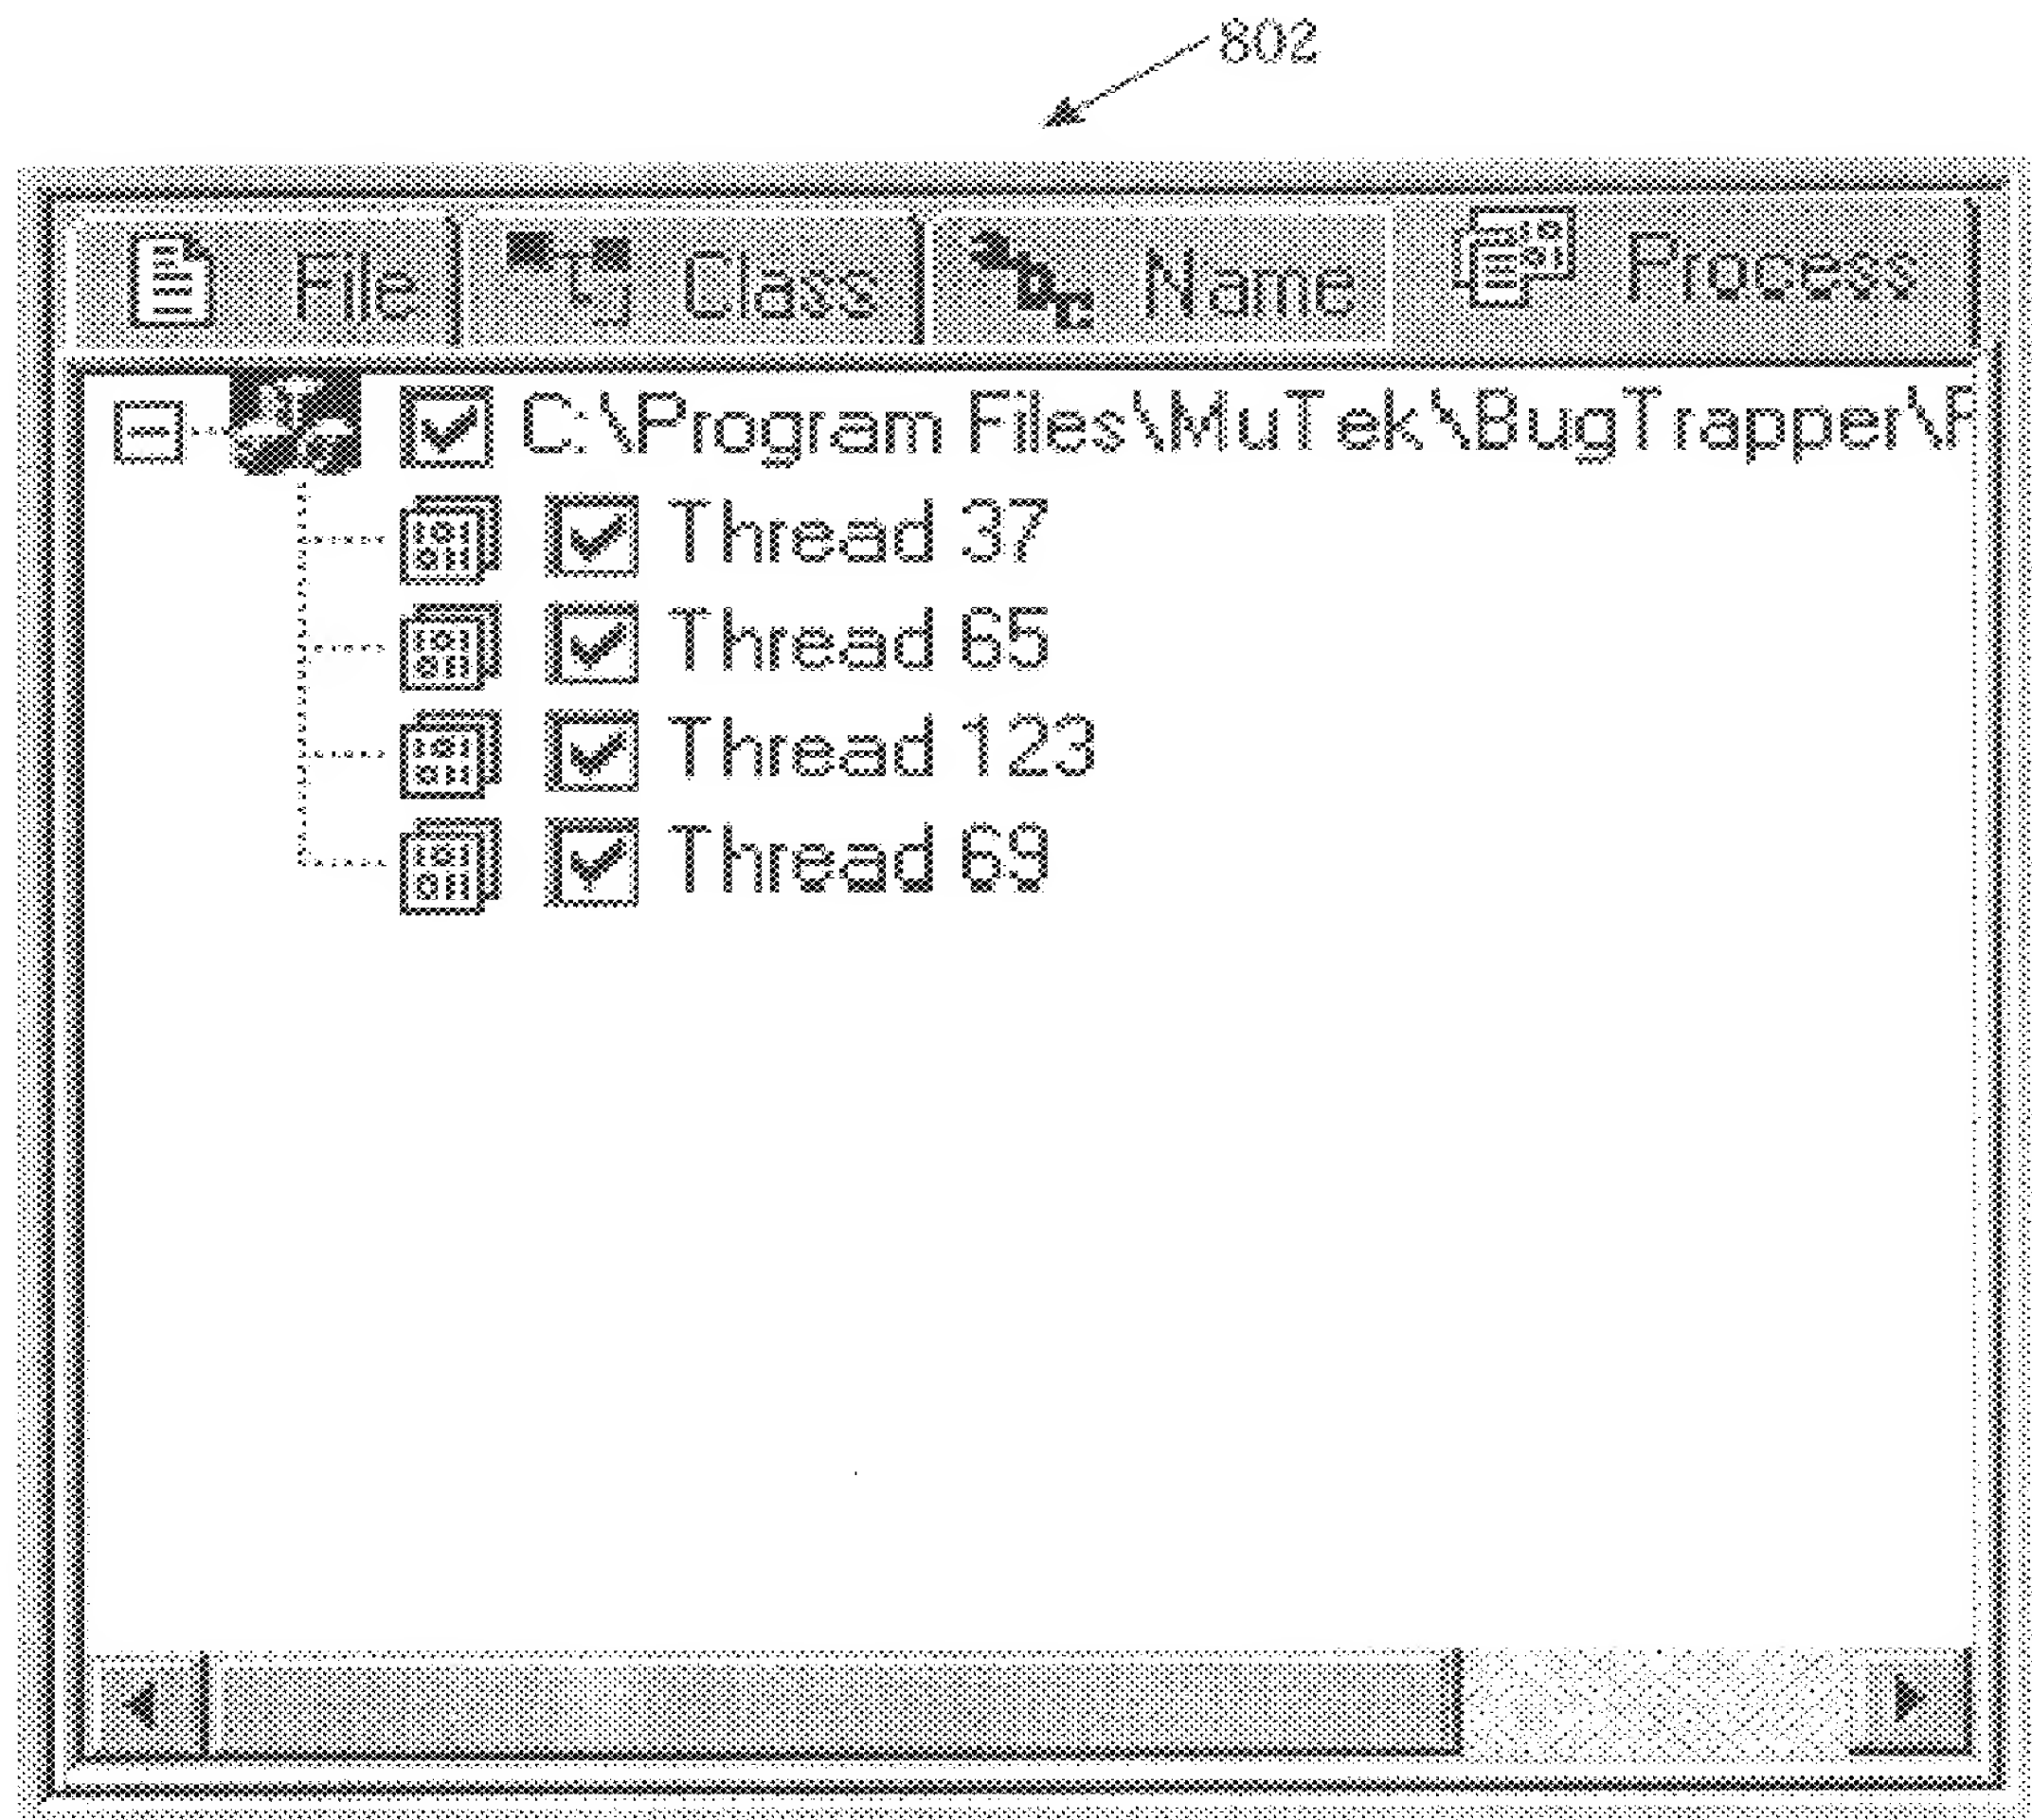 802
File Class Name Process
C:\Program Files\MuTek\BugTrapper\
Thread 37
Thread 65
Thread 123
Thread 69